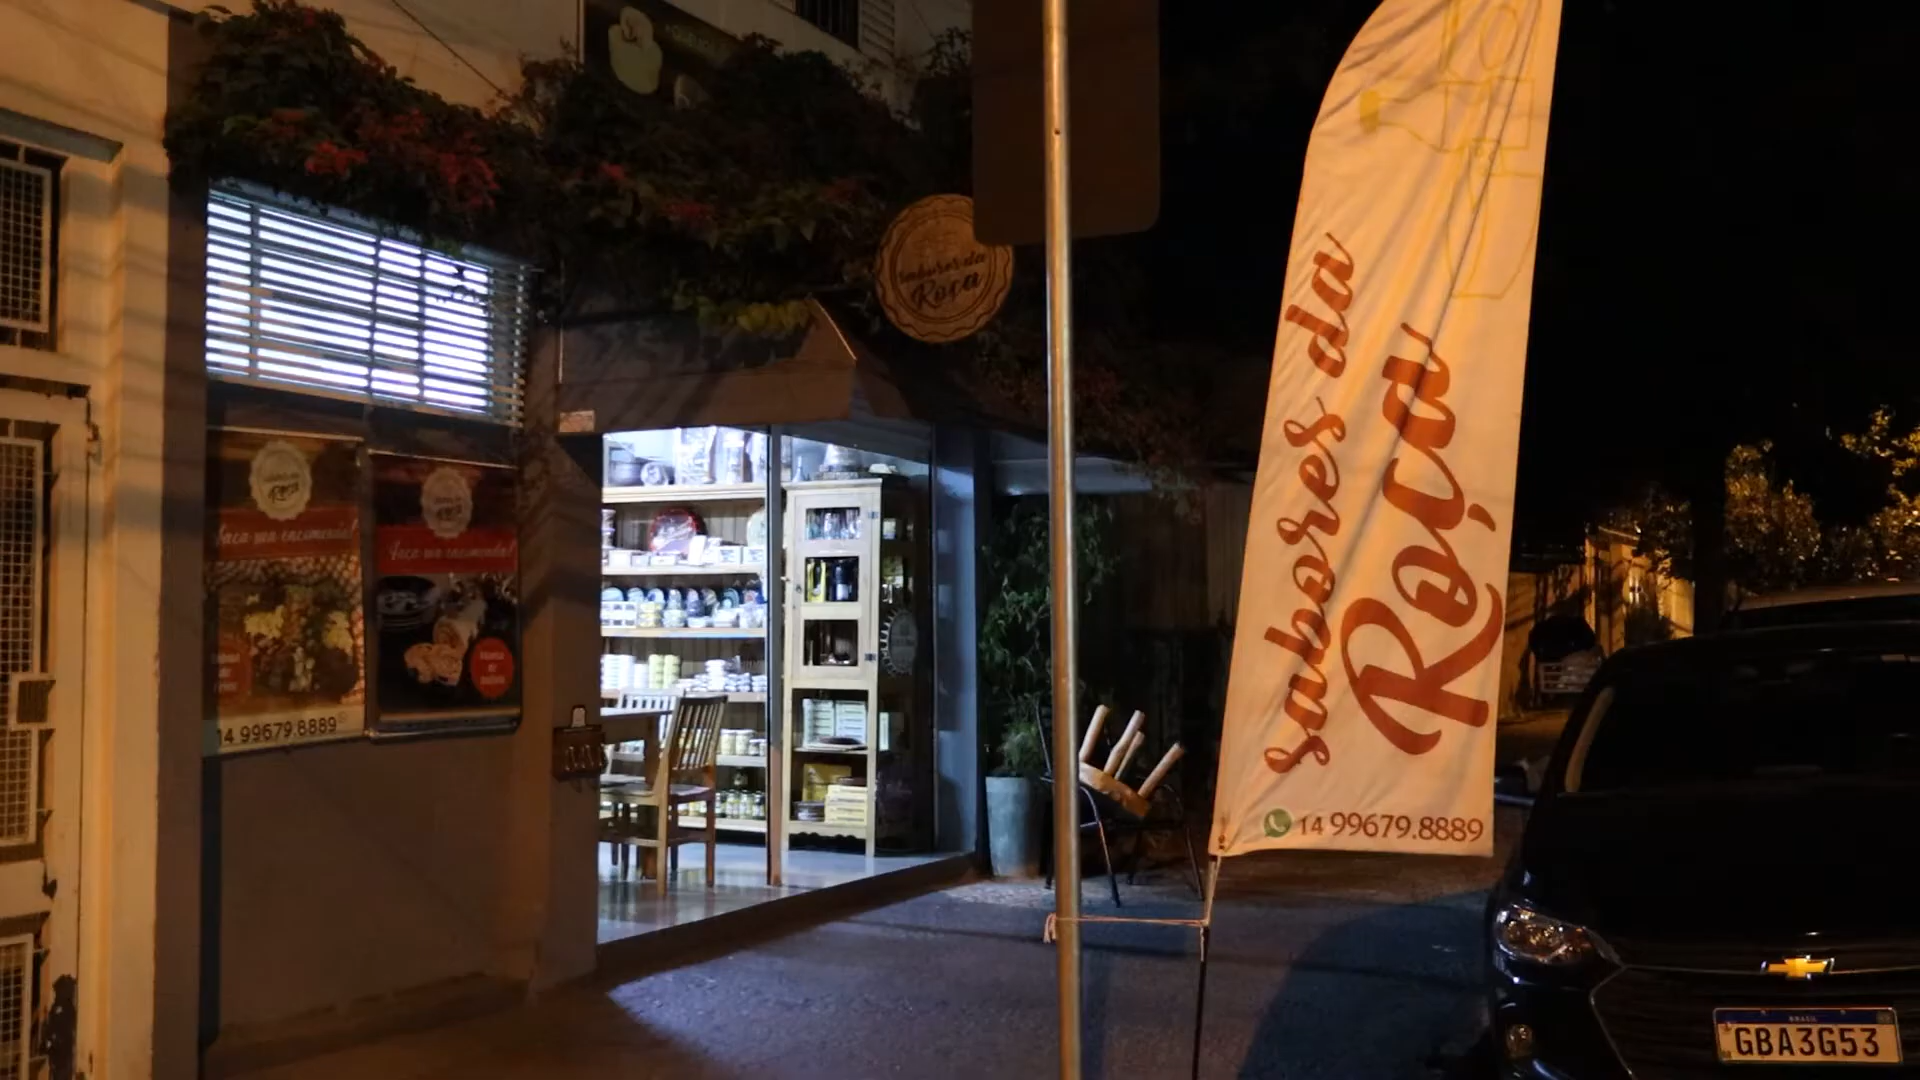 sabores da
Roça
Roça
Faça sua encomenda!
14 99679.8889
Faça sua encomenda!
sabores da
Roça
14 99679.8889
BRASIL
GBA3G53